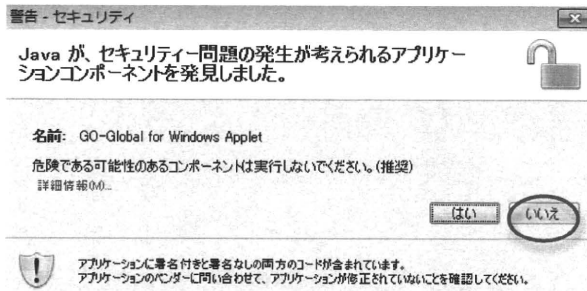 警告 - セキュリティ
Java が、セキュリティー問題の発生が考えられるアプリケー
ションコンポーネントを発見しました。
名前: GO-Global for Windows Applet
危険である可能性のあるコンポーネントは実行しないでください。(推奨)
詳細情報(M)...
はい いいえ
アプリケーションに署名付きと署名なしの両方のコードが含まれています。
アプリケーションのベンダーに問い合わせて、アプリケーションが修正されていないことを確認してください。